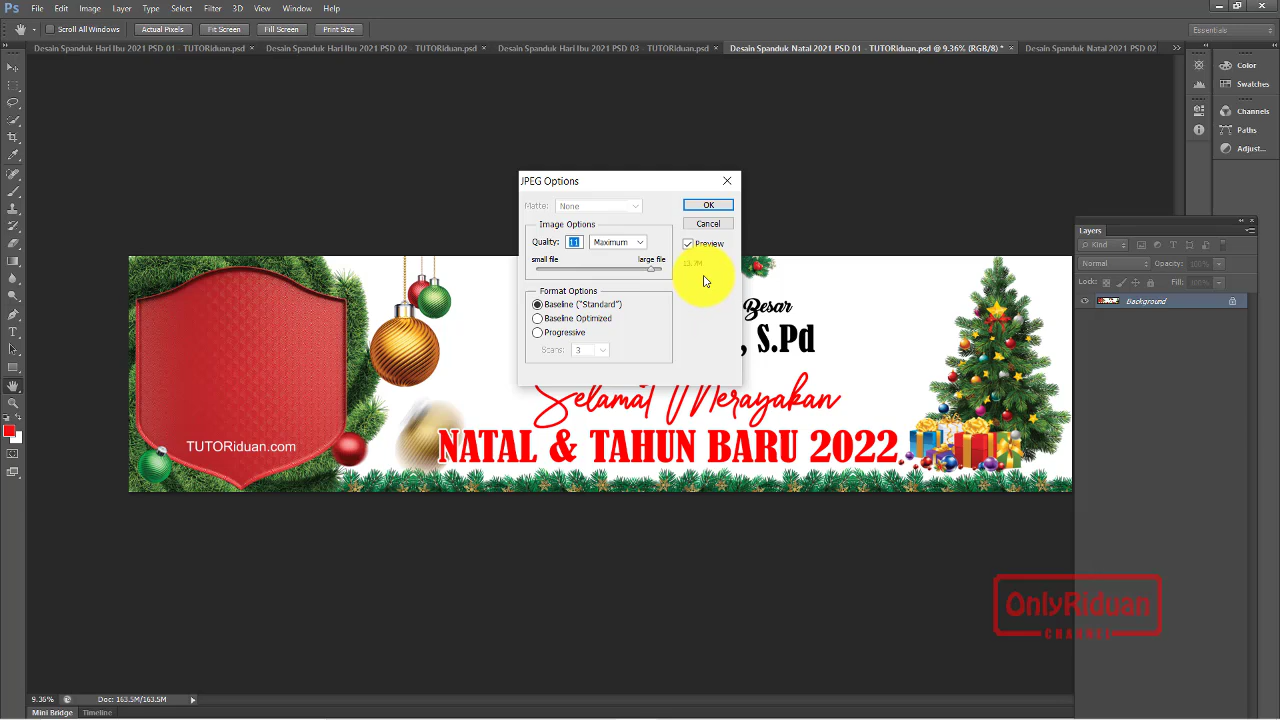 Ps File Edit Image Layer Type Select Filter 3D View Window Help
Scroll All Windows Actual Pixels Fit Screen Fill Screen Print Size Essentials
Desain Spanduk Hari Ibu 2021 PSD 01 - TUTORiduan.psd × Desain Spanduk Hari Ibu 2021 PSD 02 - TUTORiduan.psd × Desain Spanduk Hari Ibu 2021 PSD 03 - TUTORiduan.psd × Desain Spanduk Natal 2021 PSD 01 - TUTORiduan.psd @ 9.36% (RGB/8) * × Desain Spanduk Natal 2021 PSD 02
Color
Swatches
Channels
Paths
Adjust...
JPEG Options
Matte: None
OK
Image Options
Cancel
Quality: 11 Maximum
Preview
small file large file
13.7M
Format Options
Baseline ("Standard")
Baseline Optimized
Progressive
Scans: 3
Layers
Kind
Normal Opacity: 100%
Lock: Fill: 100%
Background
Besar
, S.Pd
Selamat Merayakan
NATAL & TAHUN BARU 2022
TUTORiduan.com
OnlyRiduan
CHANNEL
9.36% Doc: 163.5M/163.5M
Mini Bridge Timeline